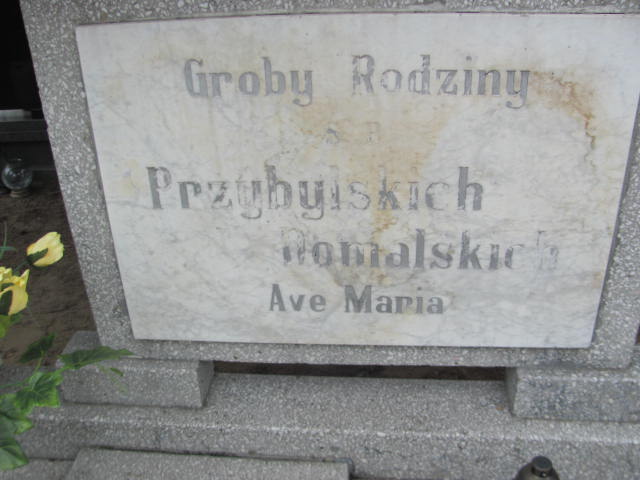 Groby Rodziny
Ś.P.
Przybylskich
Domalskich
Ave Maria